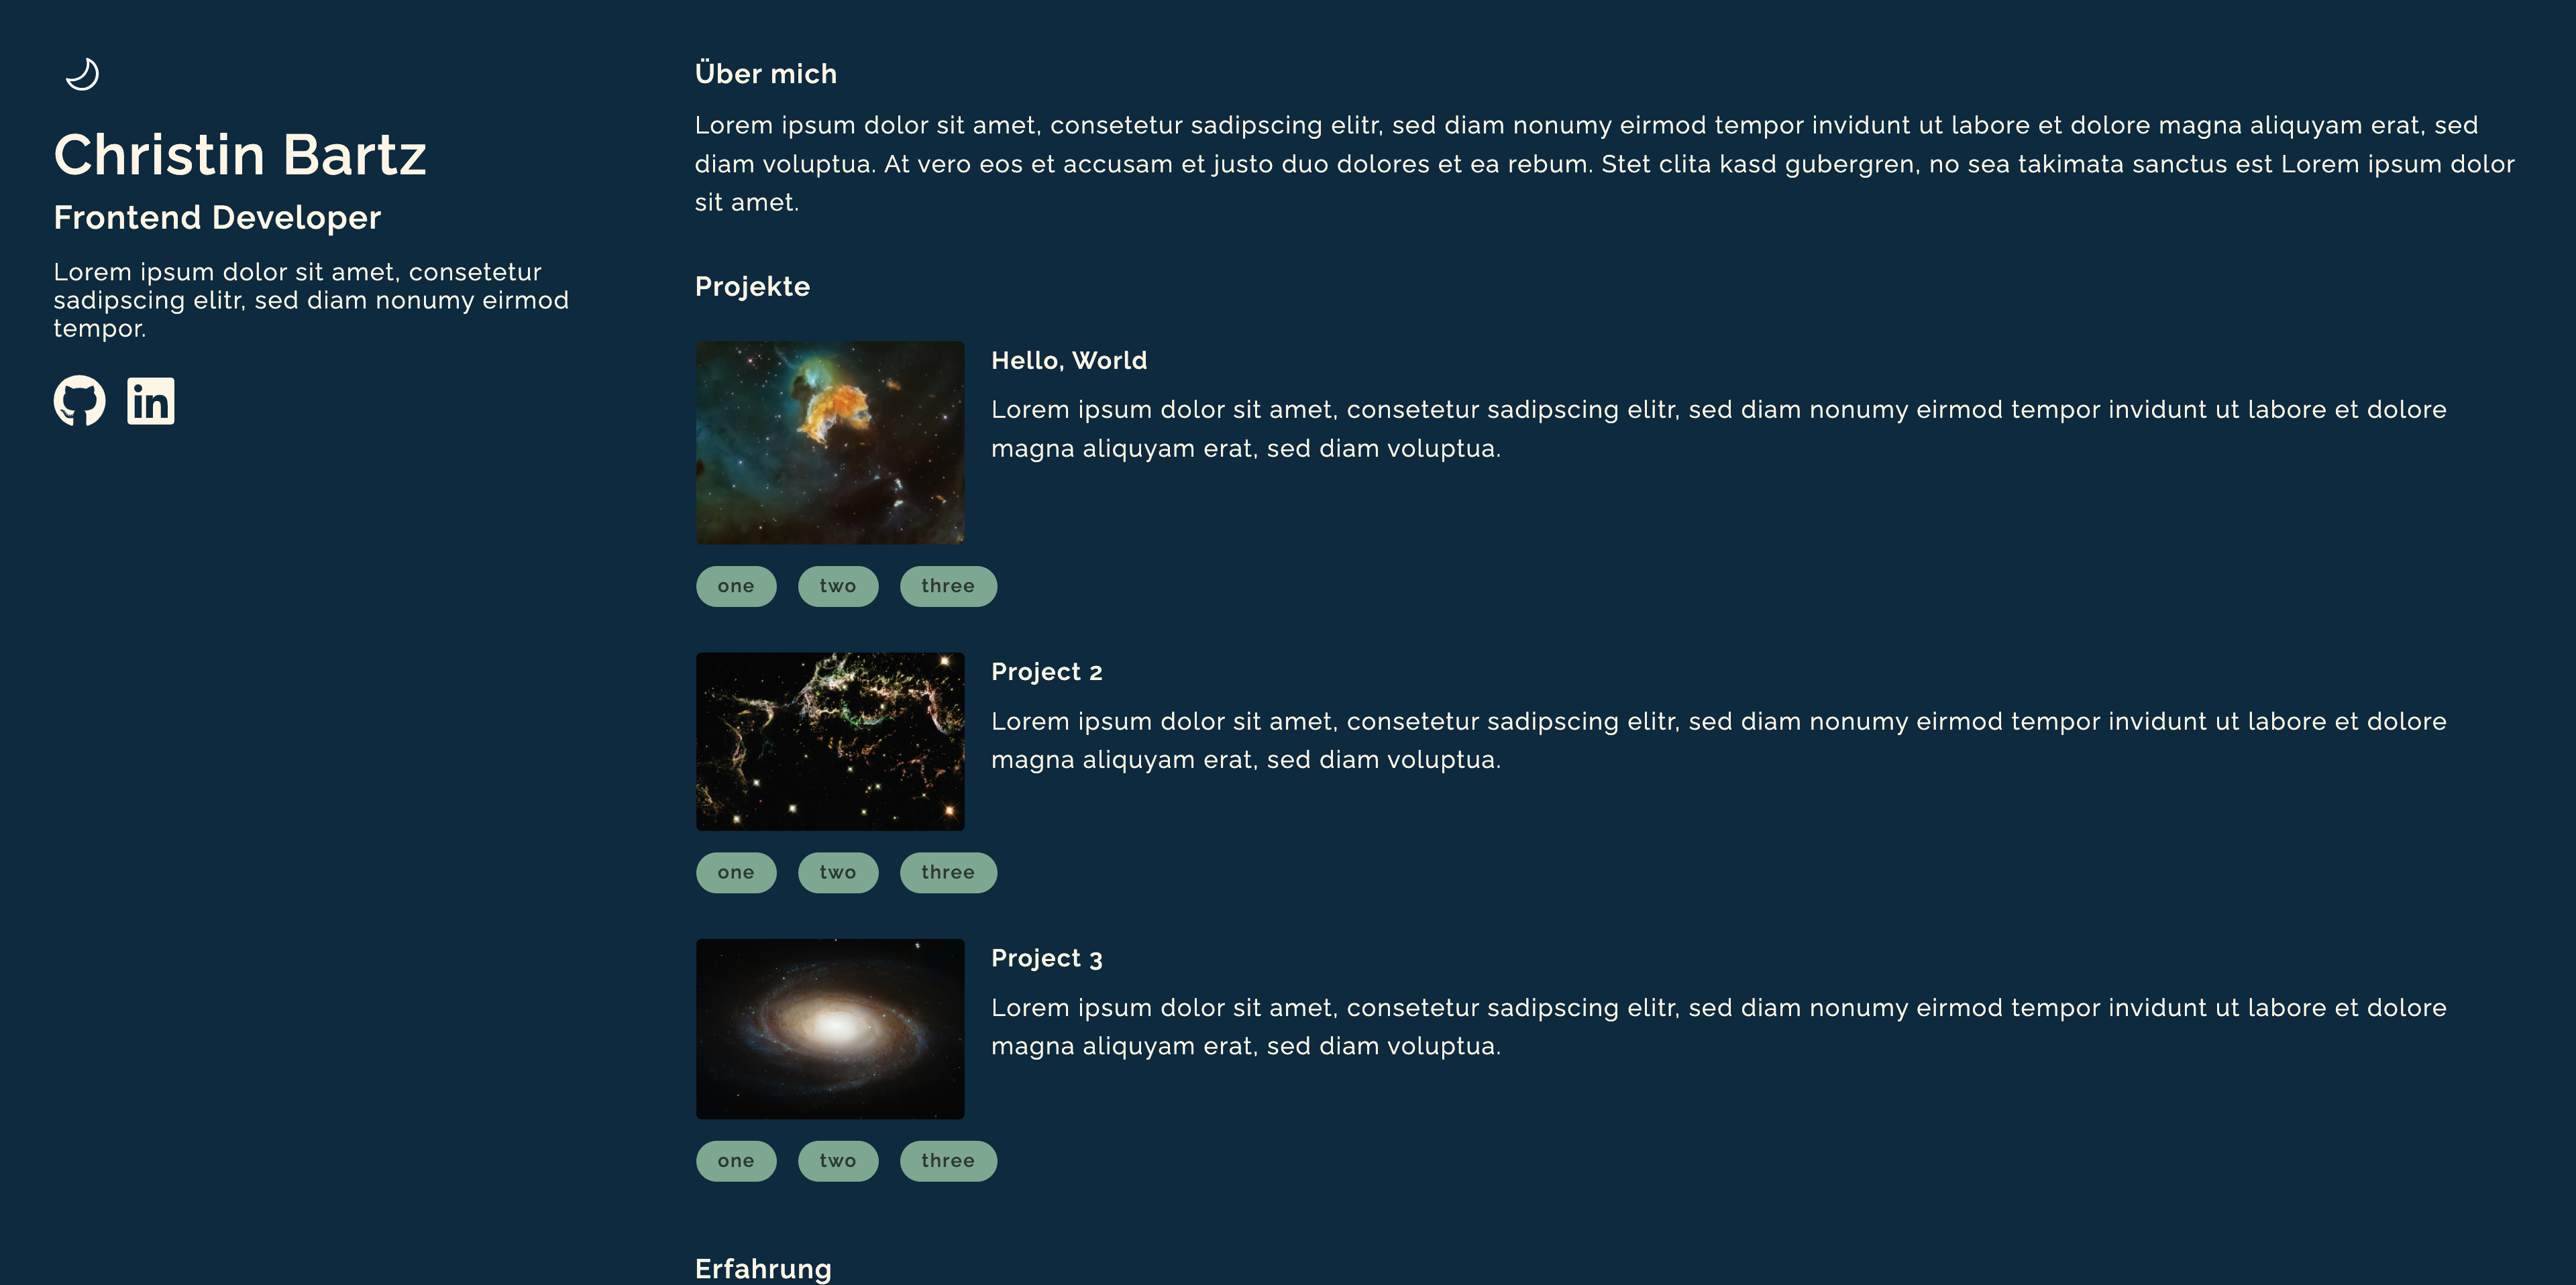 Christin Bartz
Frontend Developer
Lorem ipsum dolor sit amet, consetetur
sadipscing elitr, sed diam nonumy eirmod
tempor.
in
Über mich
Lorem ipsum dolor sit amet, consetetur sadipscing elitr, sed diam nonumy eirmod tempor invidunt ut labore et dolore magna aliquyam erat, sed
diam voluptua. At vero eos et accusam et justo duo dolores et ea rebum. Stet clita kasd gubergren, no sea takimata sanctus est Lorem ipsum dolor
sit amet.
Projekte
Hello, World
Lorem ipsum dolor sit amet, consetetur sadipscing elitr, sed diam nonumy eirmod tempor invidunt ut labore et dolore
magna aliquyam erat, sed diam voluptua.
one two three
Project 2
Lorem ipsum dolor sit amet, consetetur sadipscing elitr, sed diam nonumy eirmod tempor invidunt ut labore et dolore
magna aliquyam erat, sed diam voluptua.
one two three
Project 3
Lorem ipsum dolor sit amet, consetetur sadipscing elitr, sed diam nonumy eirmod tempor invidunt ut labore et dolore
magna aliquyam erat, sed diam voluptua.
one two three
Erfahrung